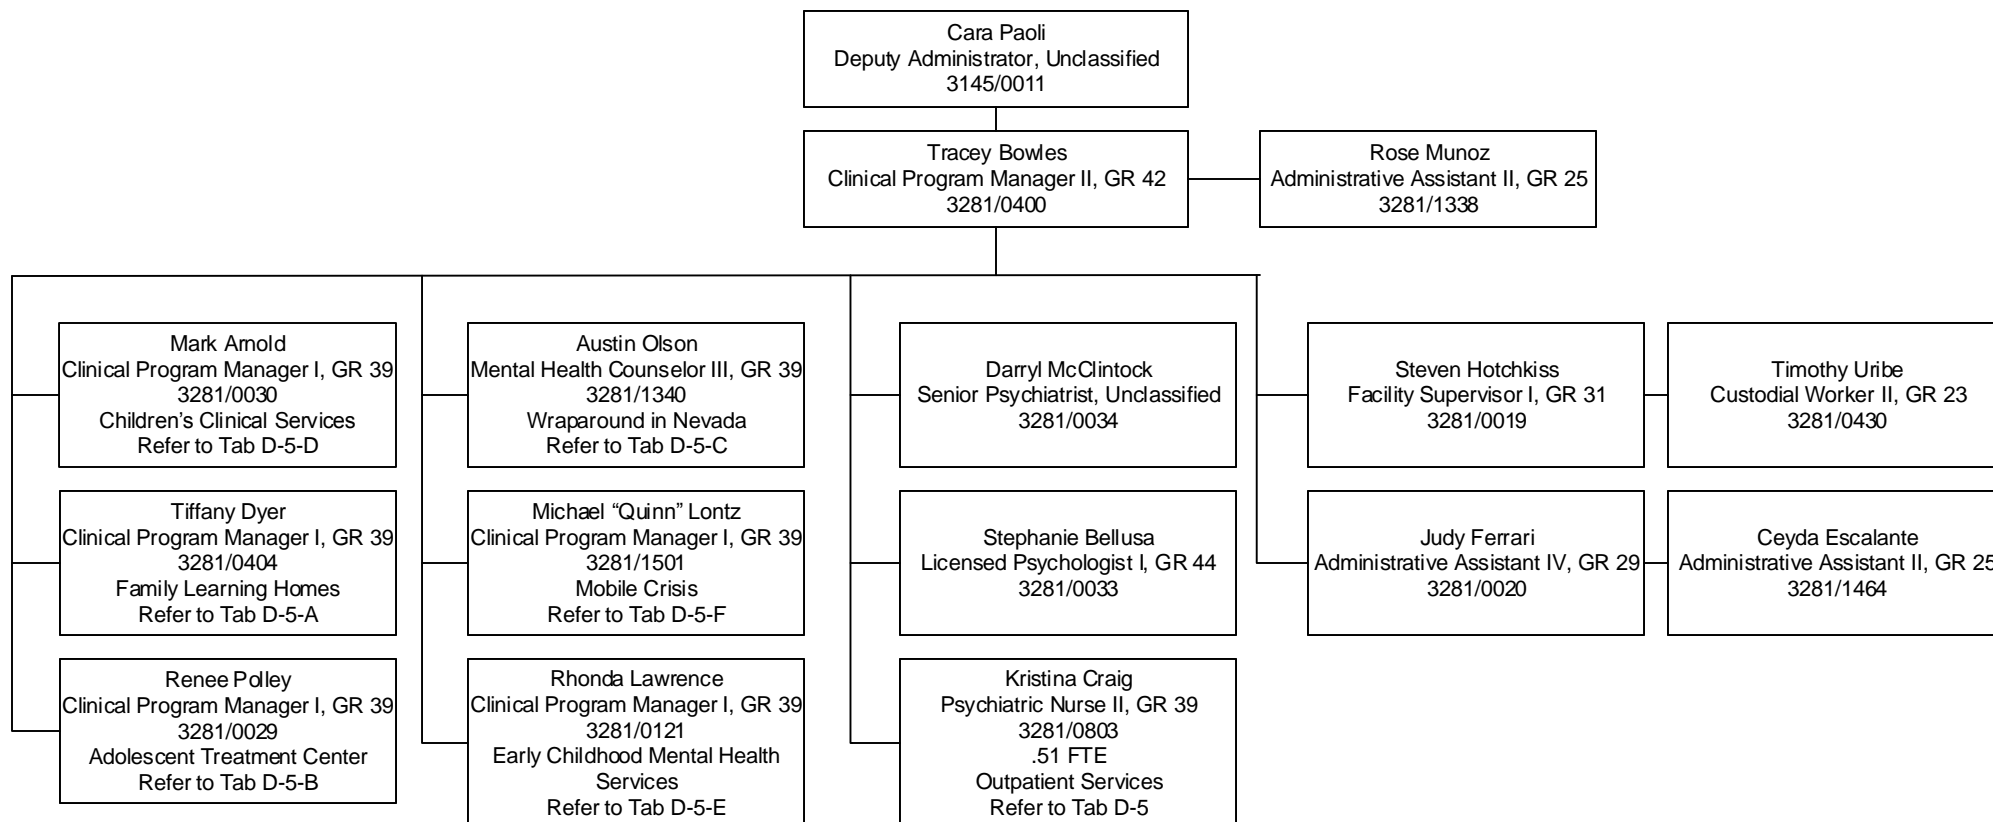 Cara Paoli
Deputy Administrator, Unclassified
3145/0011
Tracey Bowles
Clinical Program Manager II, GR 42
3281/0400
Rose Munoz
Administrative Assistant II, GR 25
3281/1338
Mark Arnold
Clinical Program Manager I, GR 39
3281/0030
Children’s Clinical Services
Refer to Tab D-5-D
Austin Olson
Mental Health Counselor III, GR 39
3281/1340
Wraparound in Nevada
Refer to Tab D-5-C
Darryl McClintock
Senior Psychiatrist, Unclassified
3281/0034
Steven Hotchkiss
Facility Supervisor I, GR 31
3281/0019
Timothy Uribe
Custodial Worker II, GR 23
3281/0430
Tiffany Dyer
Clinical Program Manager I, GR 39
3281/0404
Family Learning Homes
Refer to Tab D-5-A
Michael “Quinn” Lontz
Clinical Program Manager I, GR 39
3281/1501
Mobile Crisis
Refer to Tab D-5-F
Stephanie Bellusa
Licensed Psychologist I, GR 44
3281/0033
Judy Ferrari
Administrative Assistant IV, GR 29
3281/0020
Ceyda Escalante
Administrative Assistant II, GR 25
3281/1464
Renee Polley
Clinical Program Manager I, GR 39
3281/0029
Adolescent Treatment Center
Refer to Tab D-5-B
Rhonda Lawrence
Clinical Program Manager I, GR 39
3281/0121
Early Childhood Mental Health
Services
Refer to Tab D-5-E
Kristina Craig
Psychiatric Nurse II, GR 39
3281/0803
.51 FTE
Outpatient Services
Refer to Tab D-5